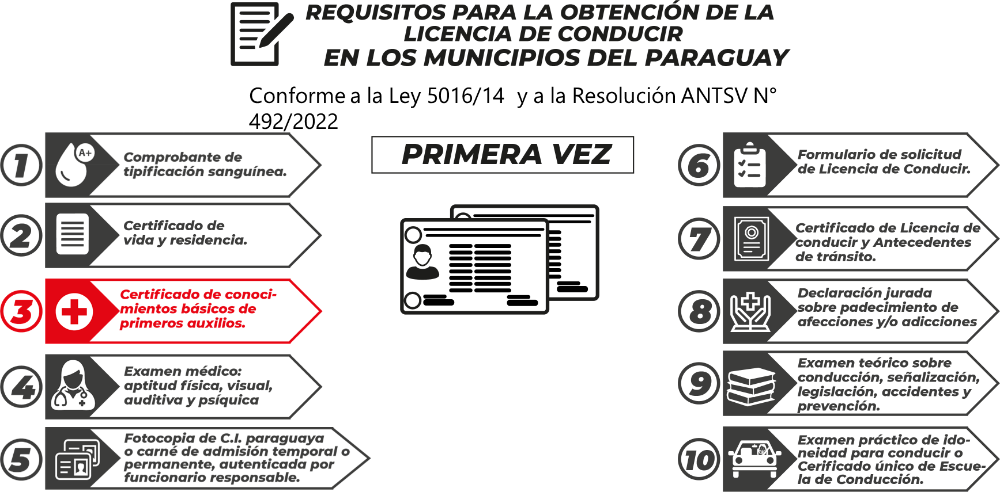 REQUISITOS PARA LA OBTENCIÓN DE LA
LICENCIA DE CONDUCIR
EN LOS MUNICIPIOS DEL PARAGUAY
Conforme a la Ley 5016/14 y a la Resolución ANTSV N°
492/2022
PRIMERA VEZ
1
A+
Comprobante de
tipificación sanguínea.
2
Certificado de
vida y residencia.
3
Certificado de conoci-
mientos básicos de
primeros auxilios.
4
Examen médico:
aptitud física, visual,
auditiva y psíquica
5
Fotocopia de C.I. paraguaya
o carné de admisión temporal o
permanente, autenticada por
funcionario responsable.
6
Formulario de solicitud
de Licencia de Conducir.
7
Certificado de Licencia de
conducir y Antecedentes
de tránsito.
8
Declaración jurada
sobre padecimiento de
afecciones y/o adicciones
9
Examen teórico sobre
conducción, señalización,
legislación, accidentes y
prevención.
10
Examen práctico de ido-
neidad para conducir o
Cerificado único de Escue-
la de Conducción.